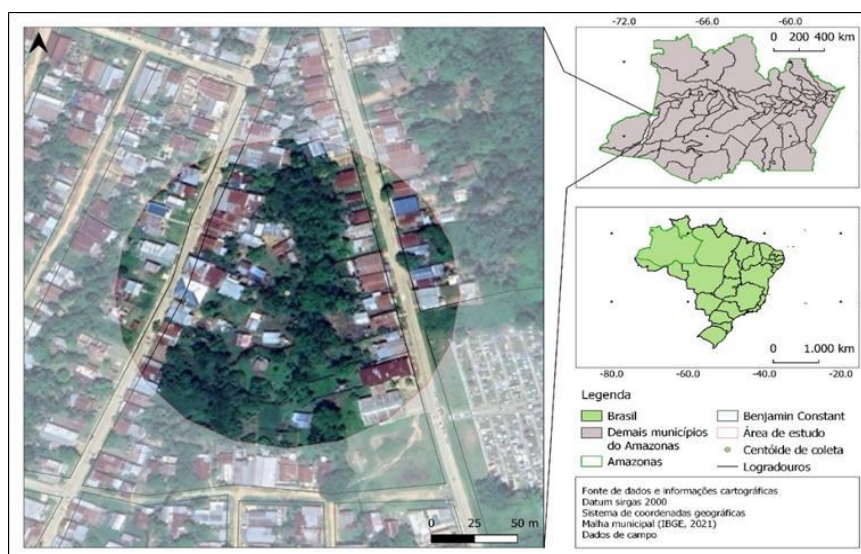 -72.0 -66.0 -60.0
0 200 400 km
0 1.000 km
-80.0 -60.0 -40.0 -20.0
0 25 50 m
Legenda
Brasil
Demais municípios
do Amazonas
Amazonas
Benjamin Constant
Área de estudo
Centóide de coleta
Logradouros
Fonte de dados e informações cartográficas
Datum sirgas 2000
Sistema de coordenadas geográficas
Malha municipal (IBGE, 2021)
Dados de campo